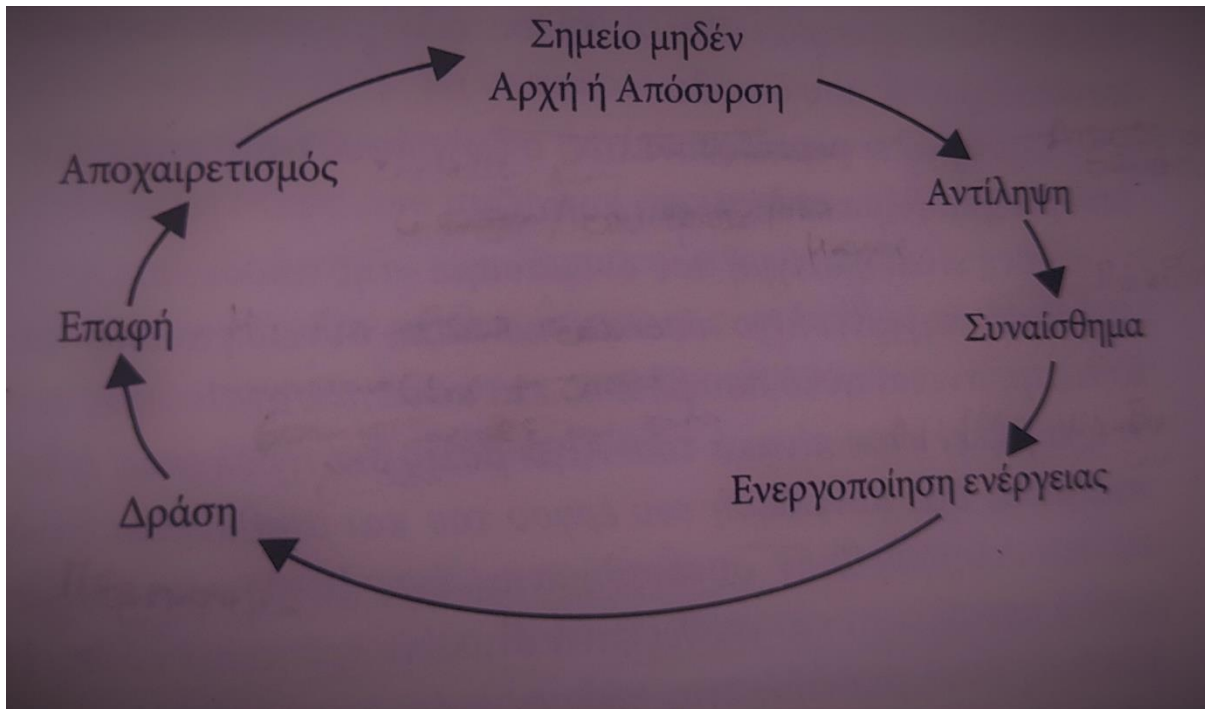 Σημείο μηδέν
Αρχή ή Απόσυρση
Αντίληψη
Συναίσθημα
Ενεργοποίηση ενέργειας
Δράση
Επαφή
Αποχαιρετισμός